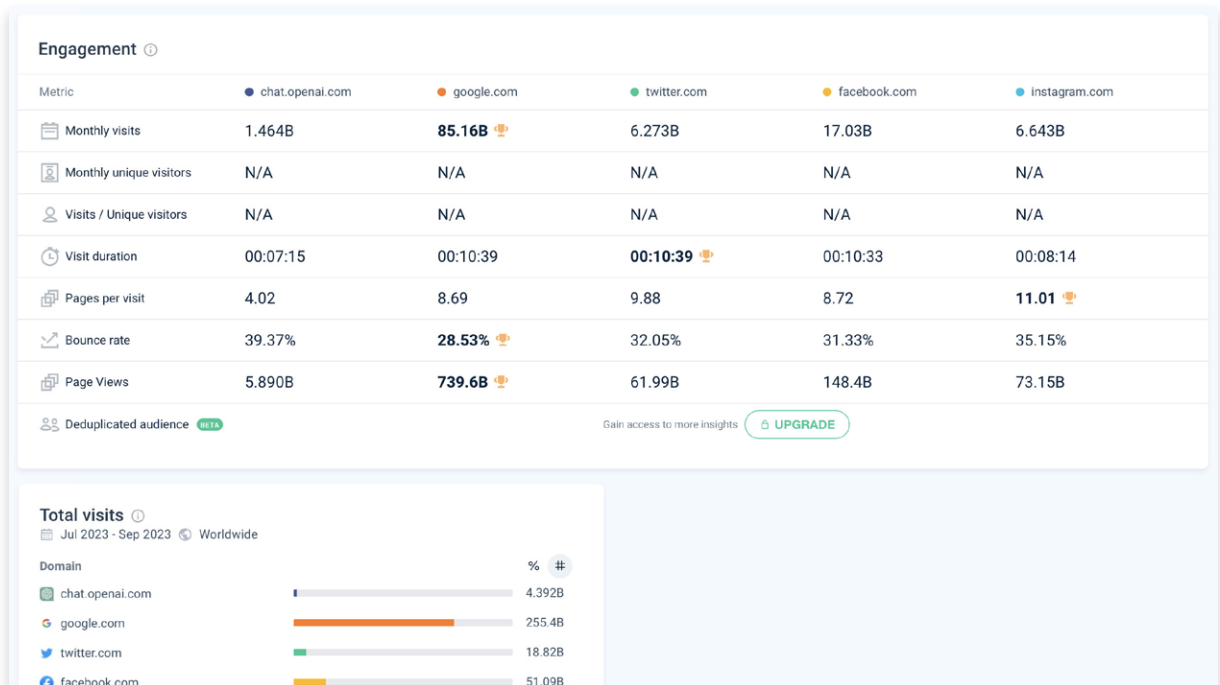 Engagement
Metric chat.openai.com google.com twitter.com facebook.com instagram.com
Monthly visits 1.464B 85.16B 6.273B 17.03B 6.643B
Monthly unique visitors N/A N/A N/A N/A N/A
Visits / Unique visitors N/A N/A N/A N/A N/A
Visit duration 00:07:15 00:10:39 00:10:39 00:10:33 00:08:14
Pages per visit 4.02 8.69 9.88 8.72 11.01
Bounce rate 39.37% 28.53% 32.05% 31.33% 35.15%
Page Views 5.890B 739.6B 61.99B 148.4B 73.15B
Deduplicated audience BETA Gain access to more insights UPGRADE
Total visits
Jul 2023 - Sep 2023 Worldwide
Domain % #
chat.openai.com 4.392B
google.com 255.4B
twitter.com 18.82B
facebook.com 51.09B